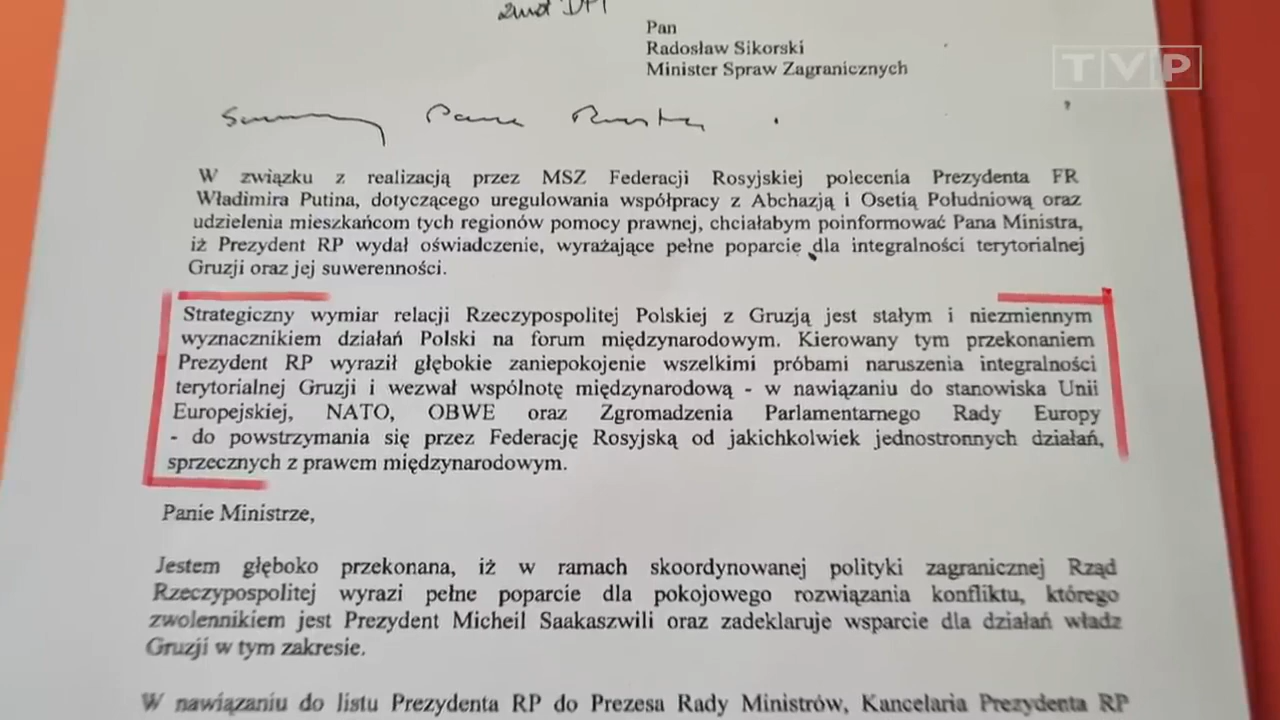 2md DPI
Pan
Radosław Sikorski
Minister Spraw Zagranicznych
TVP
Szanowny Panie Ministrze,
W związku z realizacją przez MSZ Federacji Rosyjskiej polecenia Prezydenta FR
Władimira Putina, dotyczącego uregulowania współpracy z Abchazją i Osetią Południową oraz
udzielenia mieszkańcom tych regionów pomocy prawnej, chciałabym poinformować Pana Ministra,
iż Prezydent RP wydał oświadczenie, wyrażające pełne poparcie dla integralności terytorialnej
Gruzji oraz jej suwerenności.
Strategiczny wymiar relacji Rzeczypospolitej Polskiej z Gruzją jest stałym i niezmiennym
wyznacznikiem działań Polski na forum międzynarodowym. Kierowany tym przekonaniem
Prezydent RP wyraził głębokie zaniepokojenie wszelkimi próbami naruszenia integralności
terytorialnej Gruzji i wezwał wspólnotę międzynarodową - w nawiązaniu do stanowiska Unii
Europejskiej, NATO, OBWE oraz Zgromadzenia Parlamentarnego Rady Europy
- do powstrzymania się przez Federację Rosyjską od jakichkolwiek jednostronnych działań,
sprzecznych z prawem międzynarodowym.
Panie Ministrze,
Jestem głęboko przekonana, iż w ramach skoordynowanej polityki zagranicznej Rząd
Rzeczypospolitej wyrazi pełne poparcie dla pokojowego rozwiązania konfliktu, którego
zwolennikiem jest Prezydent Micheil Saakaszwili oraz zadeklaruje wsparcie dla działań władz
Gruzji w tym zakresie.
W nawiązaniu do listu Prezydenta RP do Prezesa Rady Ministrów, Kancelaria Prezydenta RP